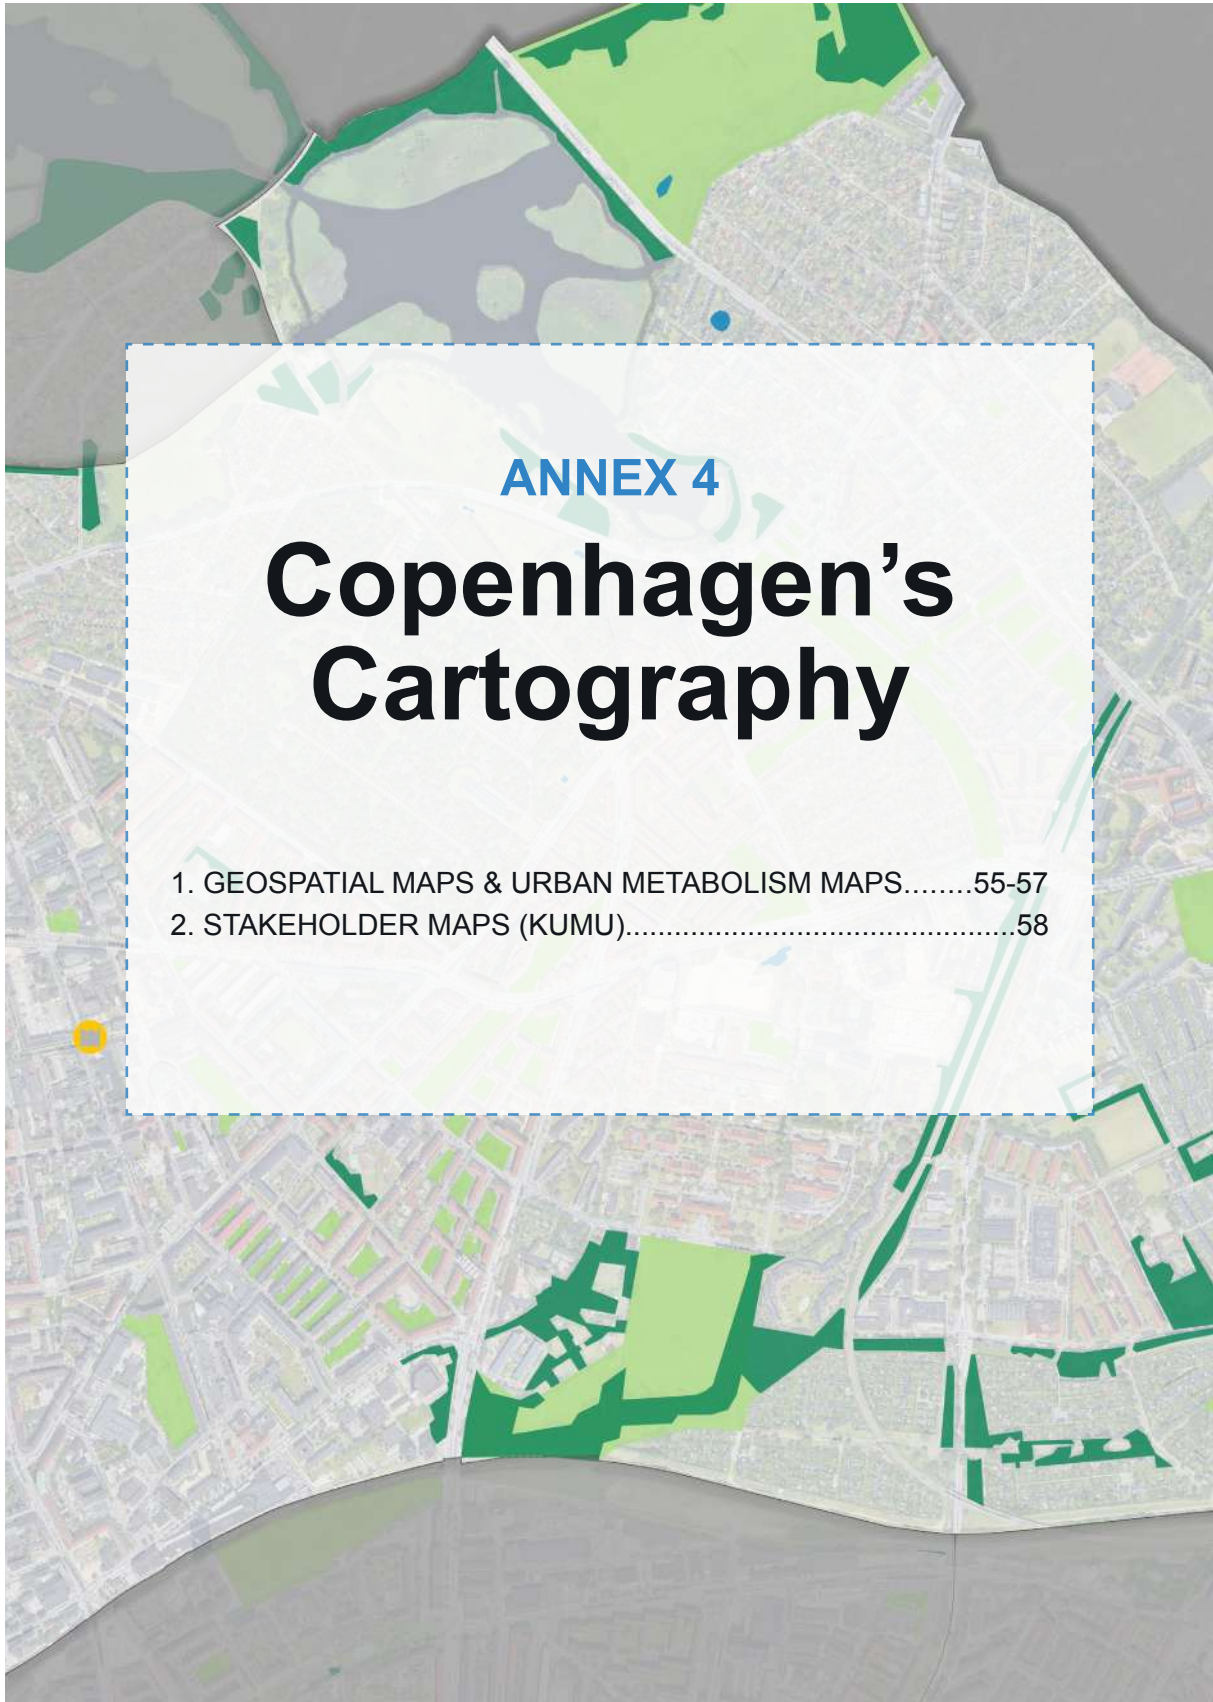 ANNEX 4
Copenhagen’s
Cartography
1. GEOSPATIAL MAPS & URBAN METABOLISM MAPS........55-57
2. STAKEHOLDER MAPS (KUMU)................................................58